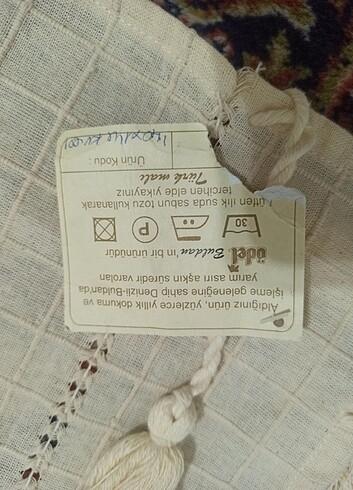 Aldığınız ürün, yüzlerce yıllık dokuma ve
işleme geleneğine sahip Denizli-Buldan'da
yarım asrı aşkın süredir varolan
ödel Buldan'ın bir ürünüdür
30 P
Lütfen ılık suda sabun tozu kullanarak
tercihen elde yıkayınız
Türk malı
Ürün Kodu :